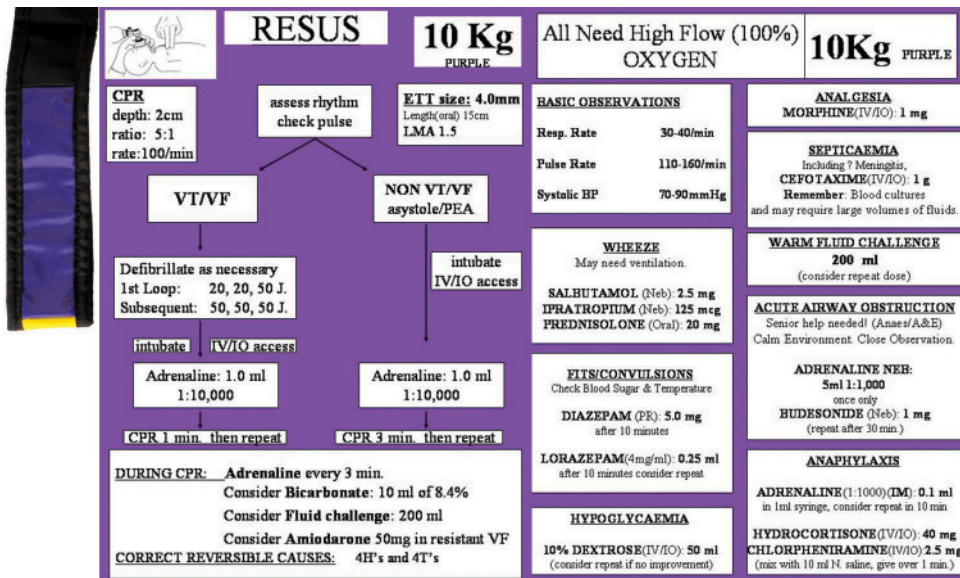 RESUS
10 Kg
PURPLE
All Need High Flow (100%)
OXYGEN
10Kg PURPLE
CPR
depth: 2cm
ratio: 5:1
rate:100/min
assess rhythm
check pulse
ETT size: 4.0mm
Length(oral) 15cm
LMA 1.5
VT/VF
NON VT/VF
asystole/PEA
Defibrillate as necessary
1st Loop: 20, 20, 50 J.
Subsequent: 50, 50, 50 J.
intubate
IV/IO access
intubate
IV/IO access
Adrenaline: 1.0 ml
1:10,000
Adrenaline: 1.0 ml
1:10,000
CPR 1 min. then repeat
CPR 3 min. then repeat
DURING CPR: Adrenaline every 3 min.
Consider Bicarbonate: 10 ml of 8.4%
Consider Fluid challenge: 200 ml
Consider Amiodarone 50mg in resistant VF
CORRECT REVERSIBLE CAUSES: 4H's and 4T's
BASIC OBSERVATIONS
Resp. Rate 30-40/min
Pulse Rate 110-160/min
Systolic BP 70-90mmHg
WHEEZE
May need ventilation.
SALBUTAMOL (Neb): 2.5 mg
IPRATROPIUM (Neb): 125 mcg
PREDNISOLONE (Oral): 20 mg
FITS/CONVULSIONS
Check Blood Sugar & Temperature
DIAZEPAM (PR): 5.0 mg
after 10 minutes
LORAZEPAM(4mg/ml): 0.25 ml
after 10 minutes consider repeat
HYPOGLYCAEMIA
10% DEXTROSE(IV/IO): 50 ml
(consider repeat if no improvement)
ANALGESIA
MORPHINE(IV/IO): 1 mg
SEPTICAEMIA
Including ? Meningitis,
CEFOTAXIME(IV/IO): 1 g
Remember: Blood cultures
and may require large volumes of fluids.
WARM FLUID CHALLENGE
200 ml
(consider repeat dose)
ACUTE AIRWAY OBSTRUCTION
Senior help needed! (Anaes/A&E)
Calm Environment. Close Observation.
ADRENALINE NEB:
5ml 1:1,000
once only
BUDESONIDE (Neb): 1 mg
(repeat after 30 min.)
ANAPHYLAXIS
ADRENALINE(1:1000)(IM): 0.1 ml
in 1ml syringe, consider repeat in 10 min
HYDROCORTISONE(IV/IO): 40 mg
CHLORPHENIRAMINE(IV/IO):2.5 mg
(mix with 10 ml N. saline, give over 1 min.)